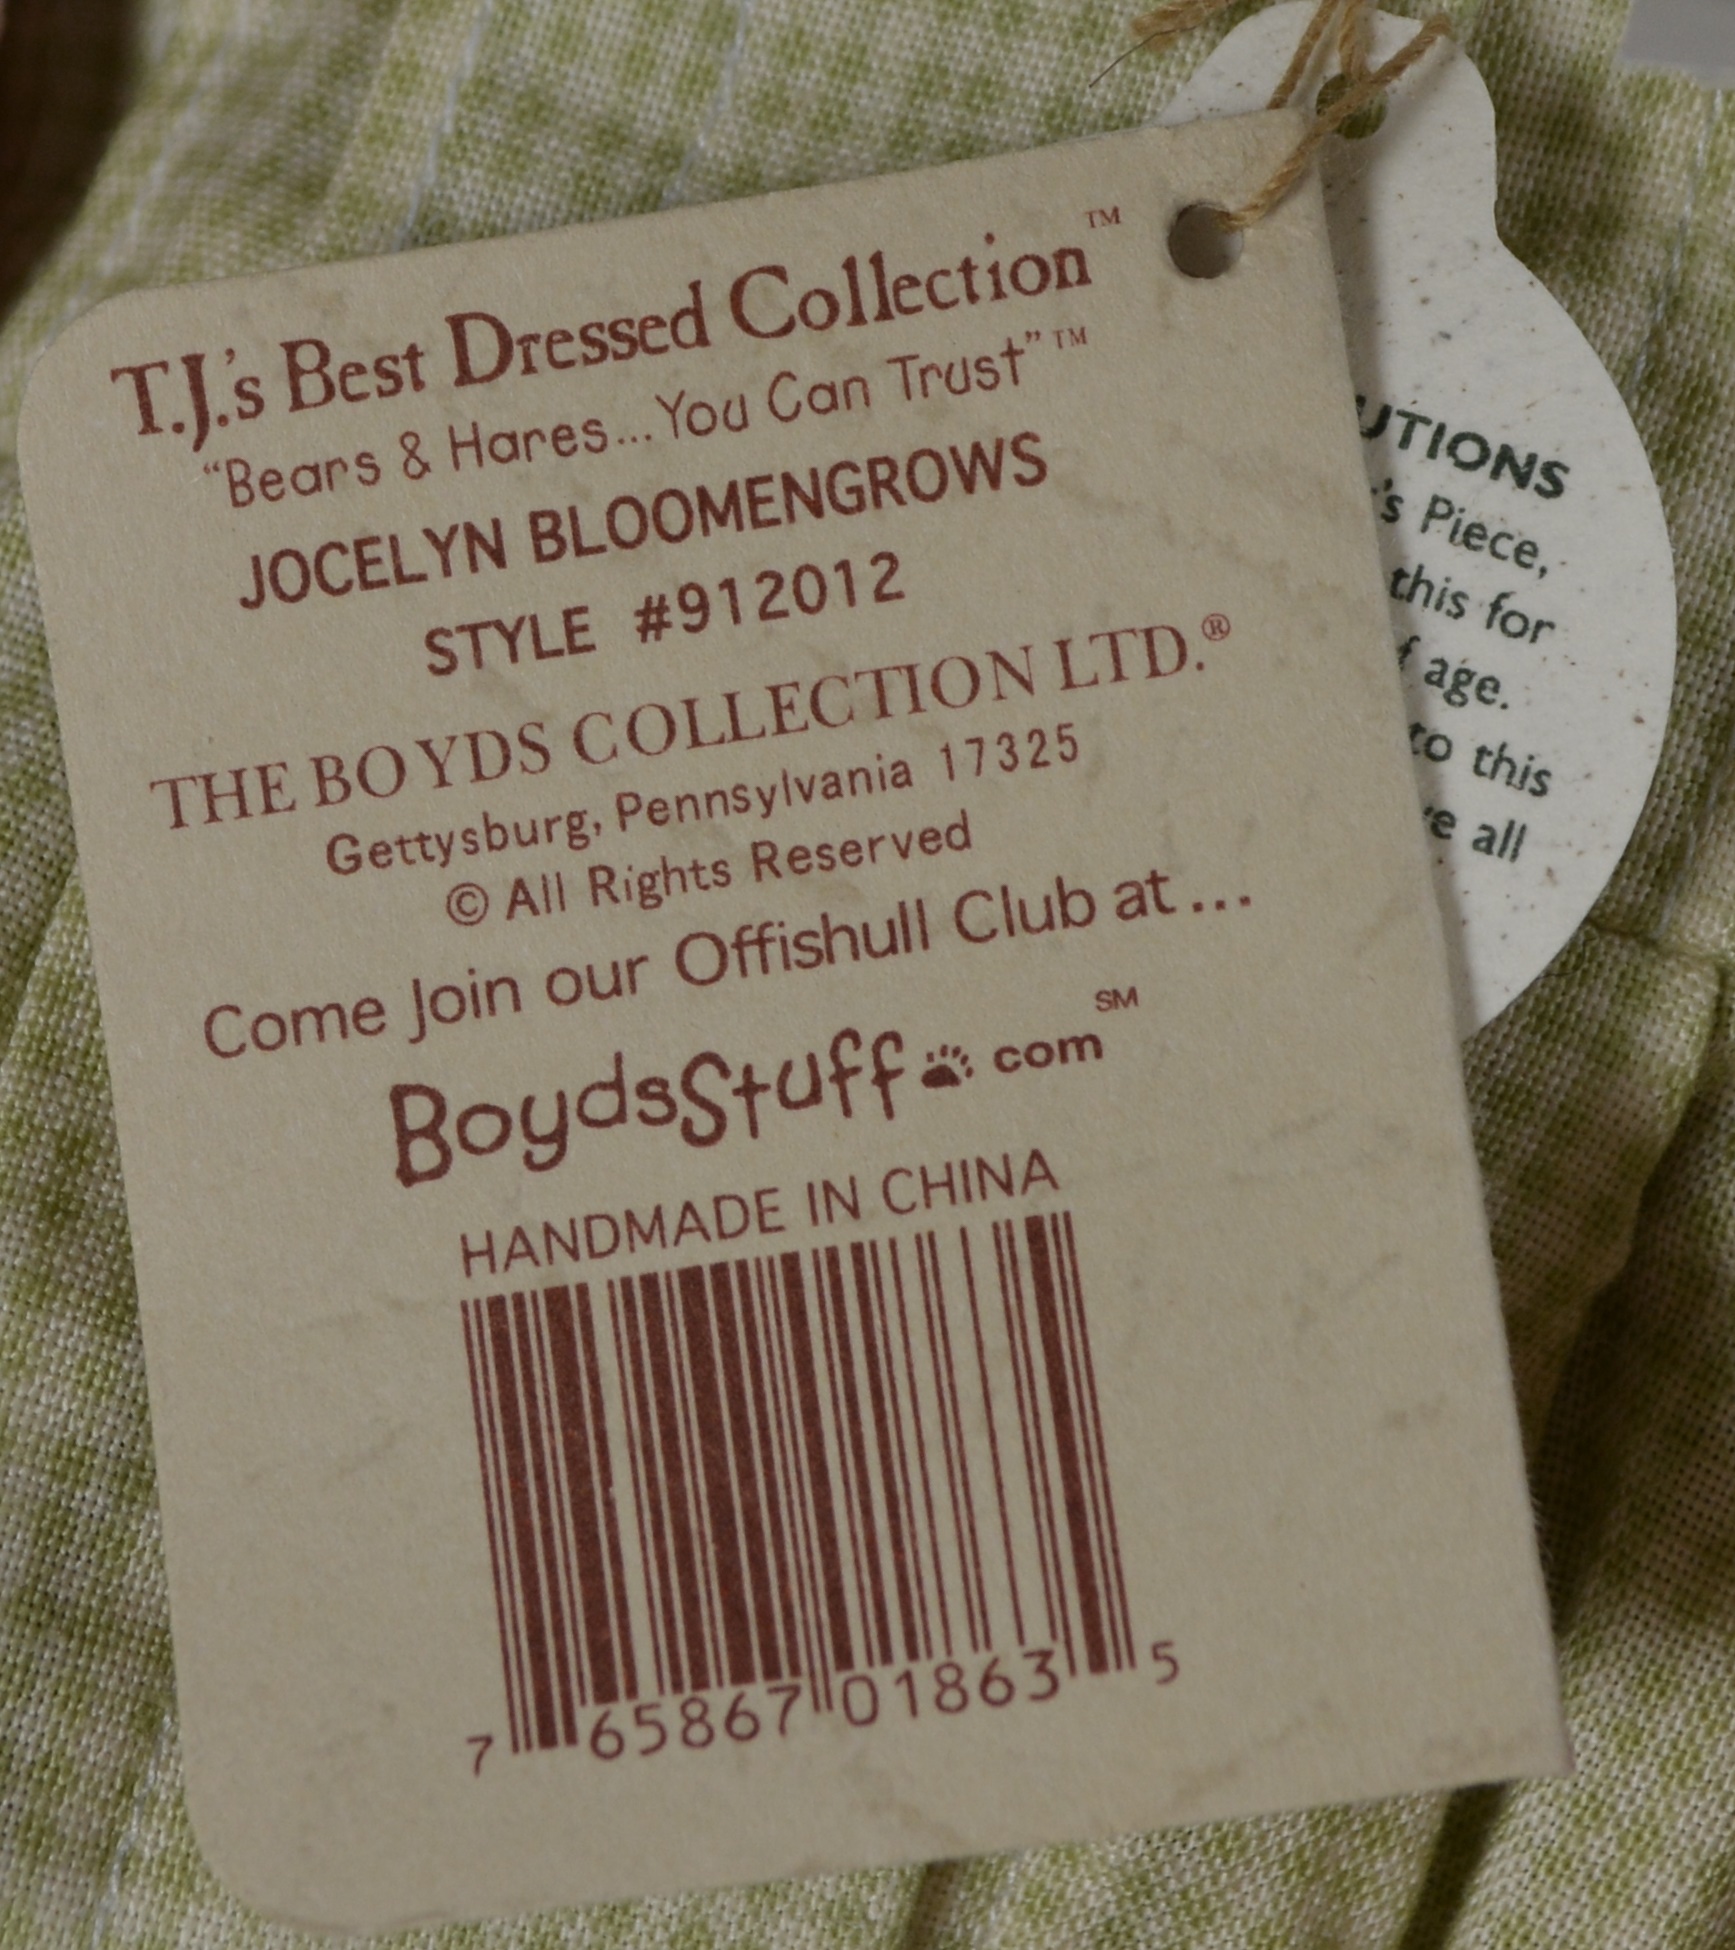 T.J.'s Best Dressed Collection™
“Bears & Hares...You Can Trust”™
JOCELYN BLOOMENGROWS
STYLE #912012
THE BOYDS COLLECTION LTD.®
Gettysburg, Pennsylvania 17325
© All Rights Reserved
Come Join our Offishull Club at...
BoydsStuff com℠
HANDMADE IN CHINA
7 65867 01863 5
UTIONS
's Piece,
this for
age.
to this
all